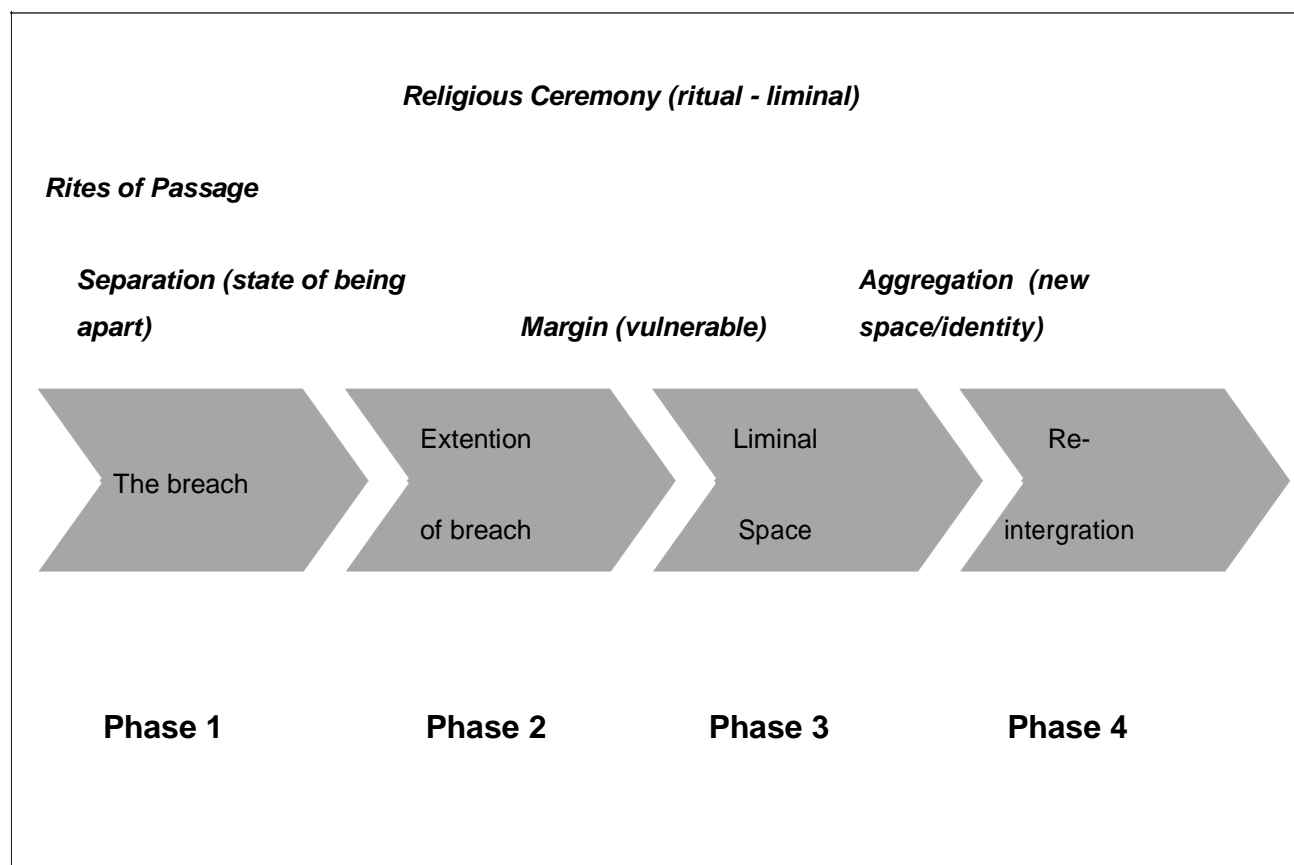 Religious Ceremony (ritual - liminal)
Rites of Passage
Separation (state of being
apart)
Margin (vulnerable)
Aggregation (new
space/identity)
The breach
Extention
of breach
Liminal
Space
Re-
intergration
Phase 1
Phase 2
Phase 3
Phase 4